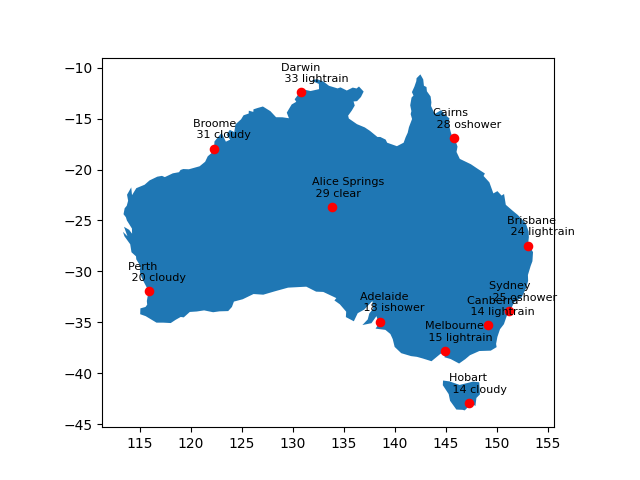 −10
−15
−20
−25
−30
−35
−40
−45
115
120
125
130
135
140
145
150
155
Darwin
33 lightrain
Cairns
28 oshower
Broome
31 cloudy
Alice Springs
29 clear
Brisbane
24 lightrain
Perth
20 cloudy
Sydney
25 oshower
Adelaide
18 ishower
Canberra
14 lightrain
Melbourne
15 lightrain
Hobart
14 cloudy